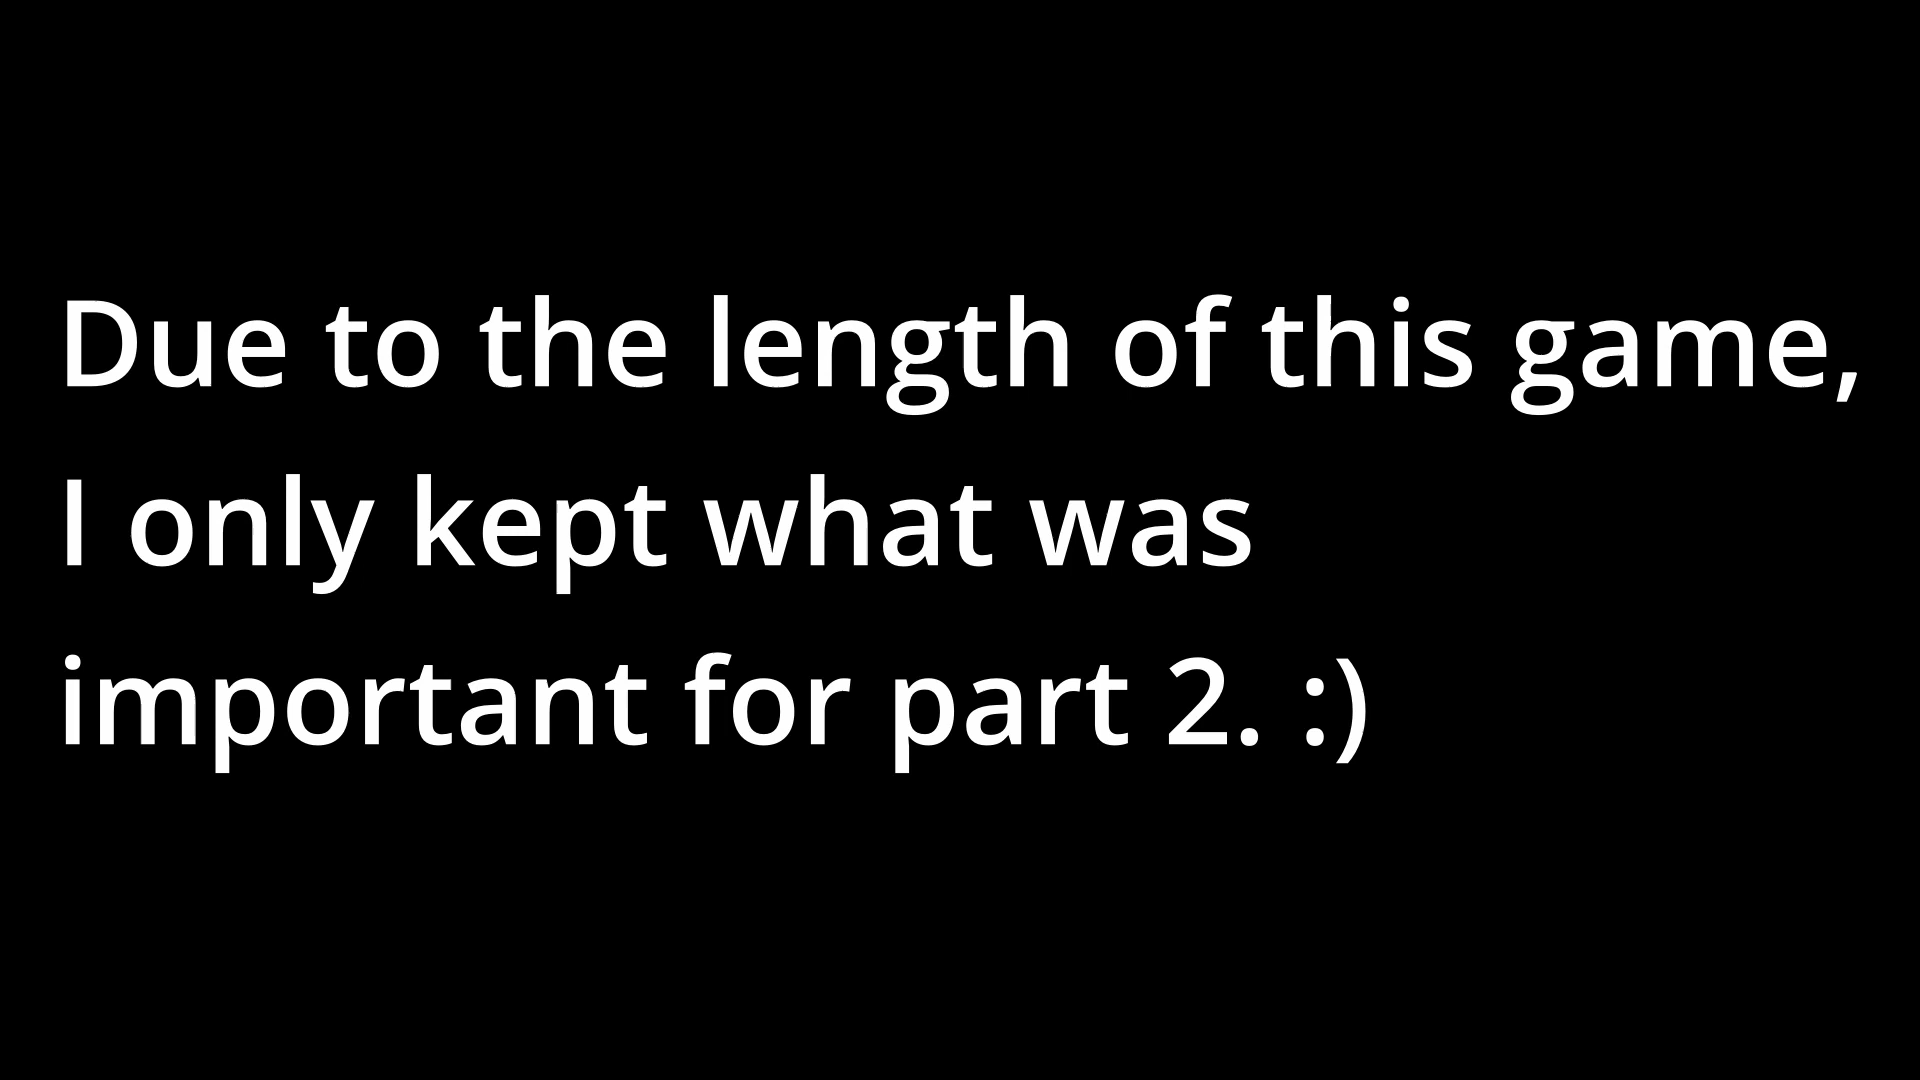 Due to the length of this game,
I only kept what was
important for part 2. :)